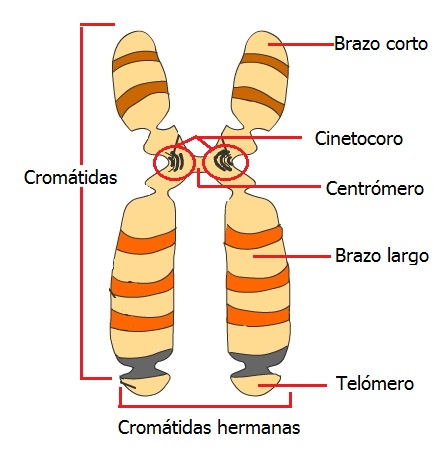 Brazo corto
Cinetocoro
Cromátidas
Centrómero
Brazo largo
Telómero
Cromátidas hermanas